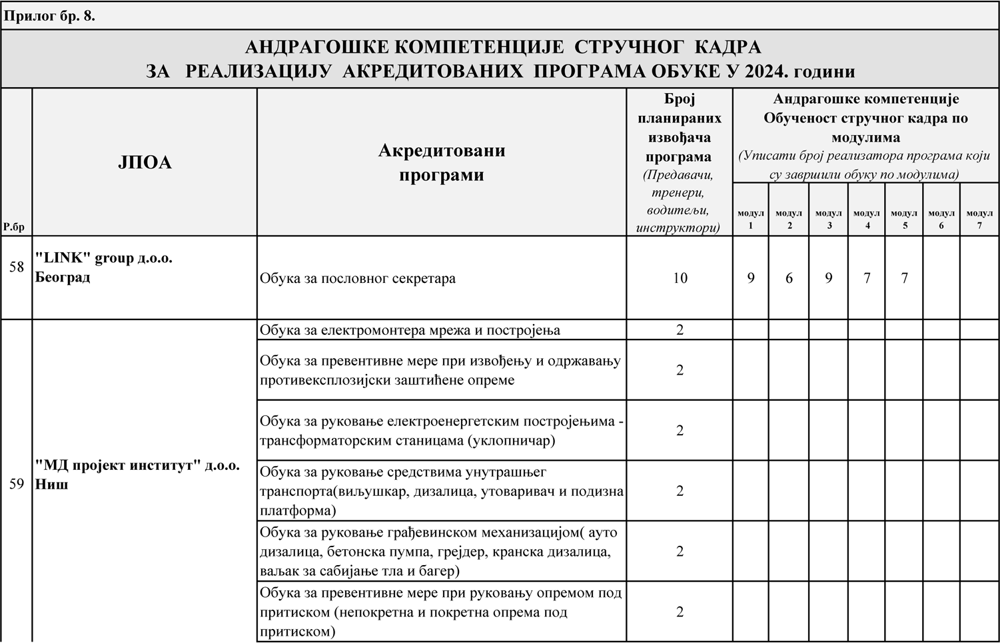 Прилог бр. 8.
АНДРАГОШКЕ КОМПЕТЕНЦИЈЕ СТРУЧНОГ КАДРА
ЗА РЕАЛИЗАЦИЈУ АКРЕДИТОВАНИХ ПРОГРАМА ОБУКЕ У 2024. години
Р.бр
ЈПОА
Акредитовани
програми
Број
планираних
извођача
програма
(Предавачи,
тренери,
водитељи,
инструктори)
Андрагошке компетенције
Обученост стручног кадра по
модулима
(Уписати број реализатора програма који
су завршили обуку по модулима)
модул
1
модул
2
модул
3
модул
4
модул
5
модул
6
модул
7
58
"LINK" group д.о.о.
Београд
Обука за пословног секретара
10
9
6
9
7
7
59
"МД пројект институт" д.о.о.
Ниш
Обука за електромонтера мрежа и постројења
2
Обука за превентивне мере при извођењу и одржавању
противексплозијски заштићене опреме
2
Обука за руковање електроенергетским постројењима -
трансформаторским станицама (уклопничар)
2
Обука за руковање средствима унутрашњег
транспорта(виљушкар, дизалица, утоваривач и подизна
платформа)
2
Обука за руковање грађевинском механизацијом( ауто
дизалица, бетонска пумпа, грејдер, кранска дизалица,
ваљак за сабијање тла и багер)
2
Обука за превентивне мере при руковању опремом под
притиском (непокретна и покретна опрема под
притиском)
2